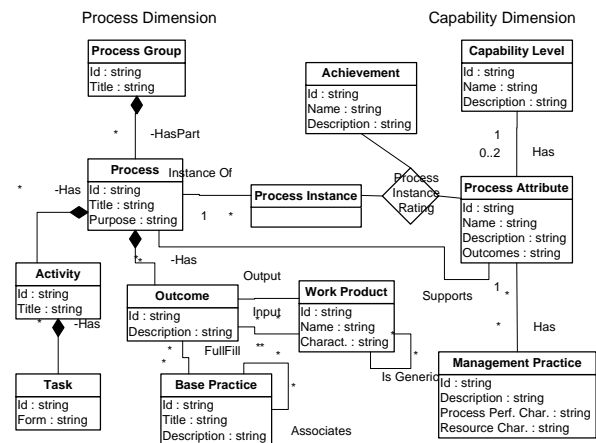 Process Dimension
Capability Dimension
Process Group
Id : string
Title : string
Achievement
Id : string
Name : string
Description : string
Capability Level
Id : string
Name : string
Description : string
* -HasPart
1
0..2
Has
Process
Id : string
Title : string
Purpose : string
Instance Of
1 *
Process Instance
Process
Instance
Rating
Process Attribute
Id : string
Name : string
Description : string
Outcomes : string
* -Has
Activity
Id : string
Title : string
* -Has
Task
Id : string
Form : string
* *
-Has
Outcome
Id : string
Description : string
Output
Input
* *
**
Work Product
Id : string
Name : string
Charact. : string
*
*
Is Generic
Supports
1 *
*
Has
FullFill
*
*
Base Practice
Id : string
Title : string
Description : string
*
*
Associates
Management Practice
Id : string
Description : string
Process Perf. Char. : string
Resource Char. : string